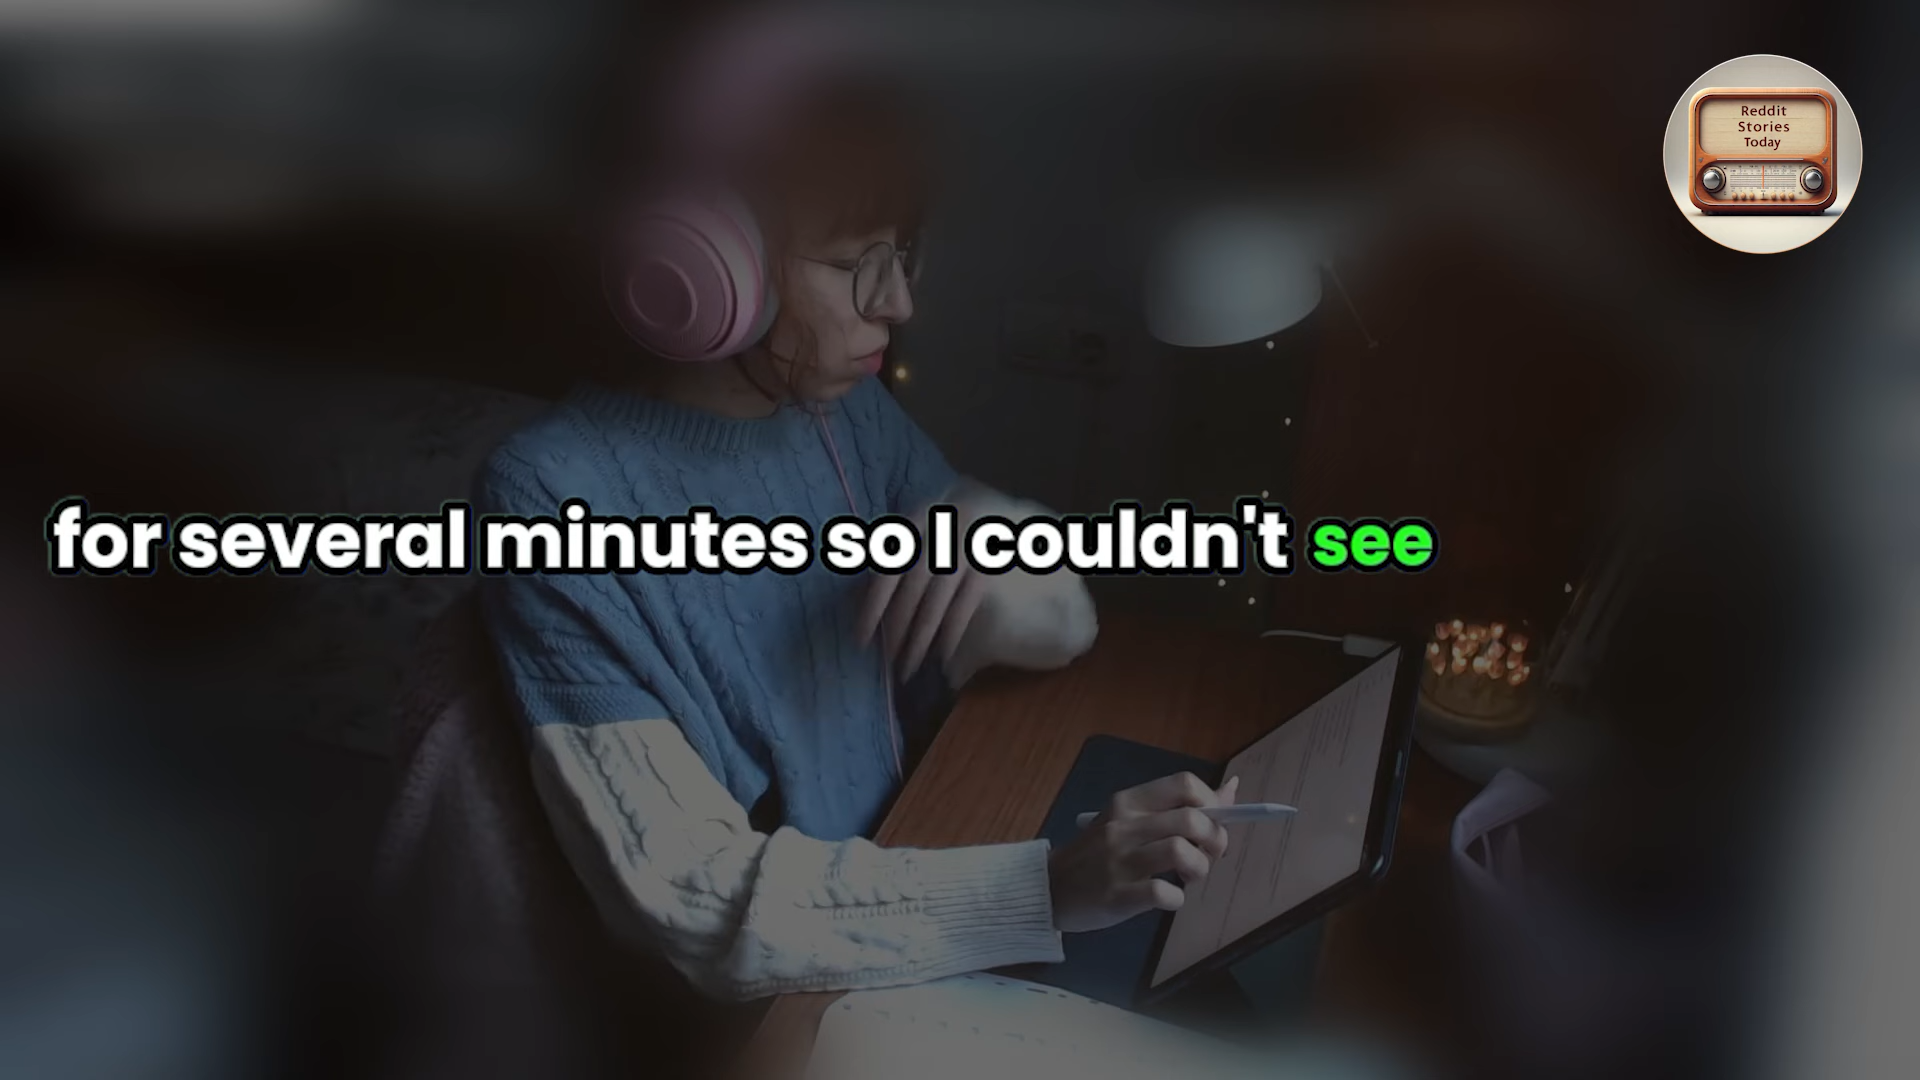 Reddit
Stories
Today
for several minutes so I couldn't see